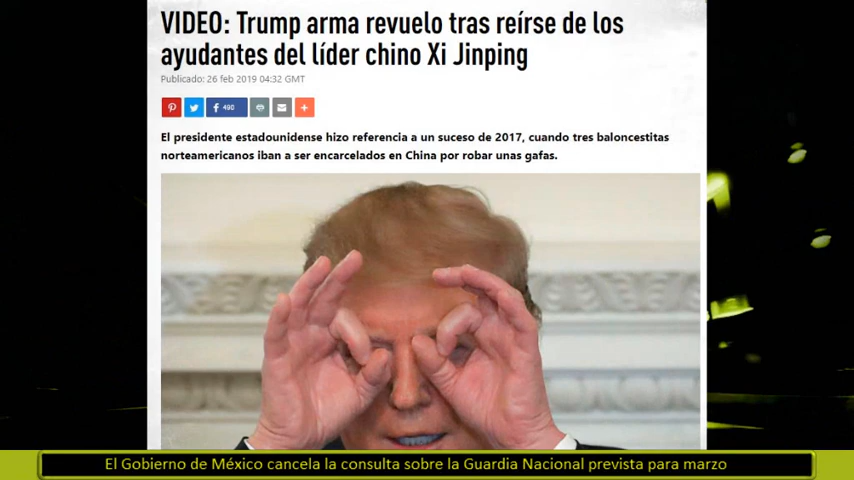 VIDEO: Trump arma revuelo tras reírse de los
ayudantes del líder chino Xi Jinping
Publicado: 26 feb 2019 04:32 GMT
490
El presidente estadounidense hizo referencia a un suceso de 2017, cuando tres baloncestitas
norteamericanos iban a ser encarcelados en China por robar unas gafas.
El Gobierno de México cancela la consulta sobre la Guardia Nacional prevista para marzo